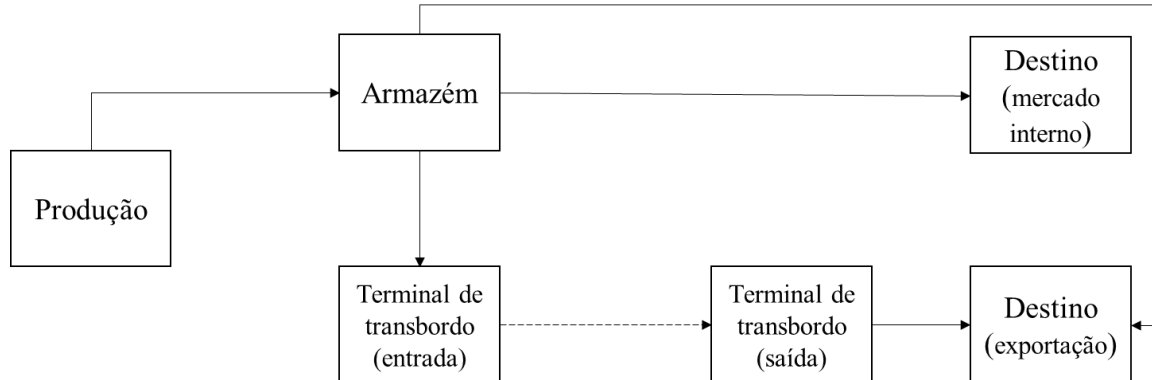 Armazém
Destino
(mercado
interno)
Produção
Terminal de
transbordo
(entrada)
Terminal de
transbordo
(saída)
Destino
(exportação)